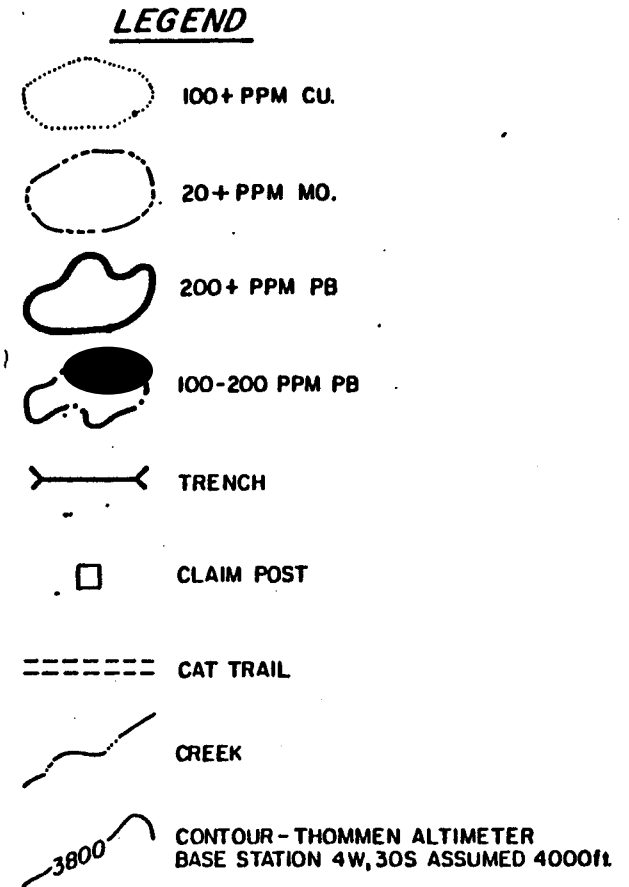 LEGEND
100+ PPM CU.
20+ PPM MO.
200+ PPM PB
100-200 PPM PB
TRENCH
CLAIM POST
CAT TRAIL
CREEK
3800
CONTOUR-THOMMEN ALTIMETER
BASE STATION 4W, 30S ASSUMED 4000ft.